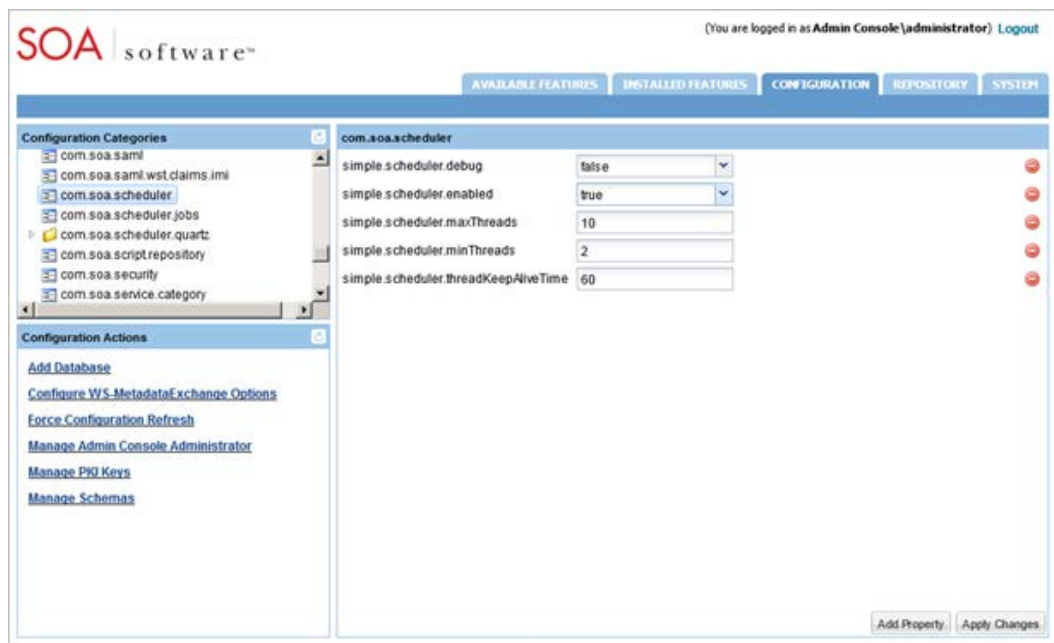 (You are logged in as Admin Console\administrator) Logout
SOA software™
AVAILABLE FEATURES INSTALLED FEATURES CONFIGURATION REPOSITORY SYSTEM
Configuration Categories
com.soa.saml
com.soa.saml.wst.claims.imi
com.soa.scheduler
com.soa.scheduler.jobs
com.soa.scheduler.quartz
com.soa.script.repository
com.soa.security
com.soa.service.category
Configuration Actions
Add Database
Configure WS-MetadataExchange Options
Force Configuration Refresh
Manage Admin Console Administrator
Manage PKI Keys
Manage Schemas
com.soa.scheduler
simple.scheduler.debug false
simple.scheduler.enabled true
simple.scheduler.maxThreads 10
simple.scheduler.minThreads 2
simple.scheduler.threadKeepAliveTime 60
Add Property Apply Changes